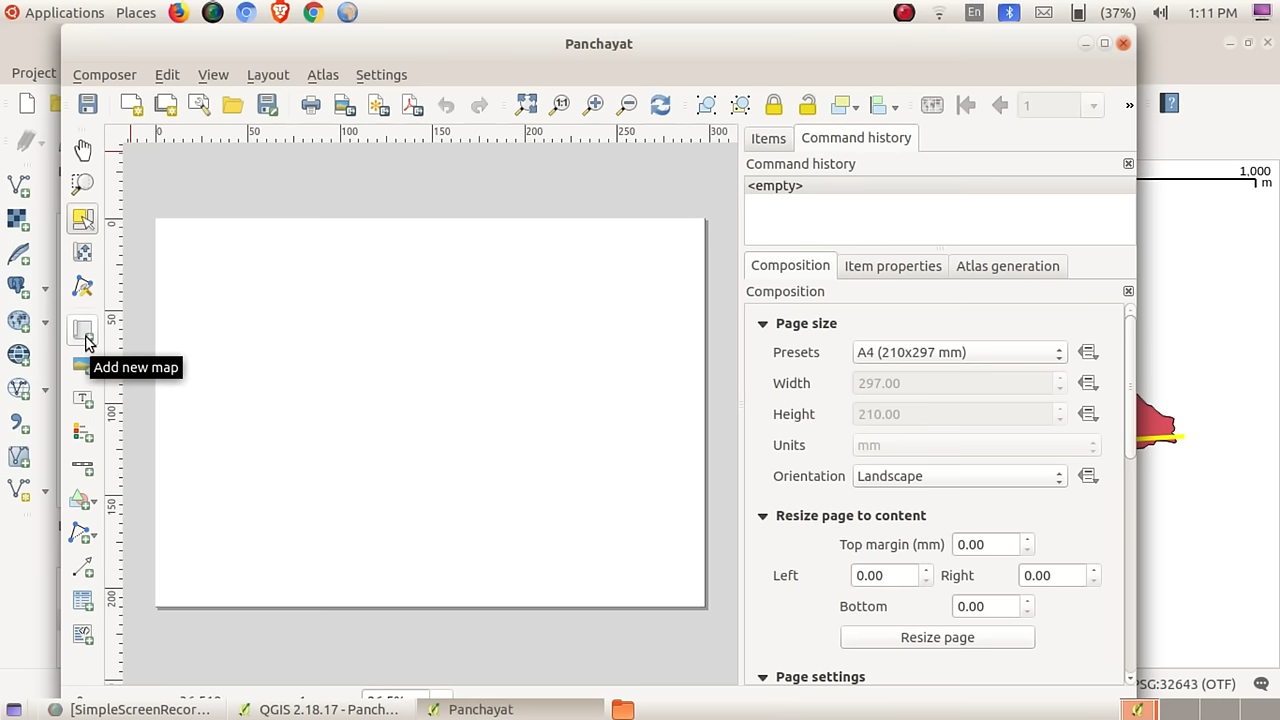 Applications Places En (37%) 1:11 PM
Panchayat
Project
Composer Edit View Layout Atlas Settings
1 »
0 50 100 150 200 250 300
Items Command history
Command history
<empty>
1,000
m
0
50
100
150
200
Add new map
Composition Item properties Atlas generation
Composition
Page size
Presets A4 (210x297 mm)
Width 297.00
Height 210.00
Units mm
Orientation Landscape
Resize page to content
Top margin (mm) 0.00
Left 0.00 Right 0.00
Bottom 0.00
Resize page
Page settings
PSG:32643 (OTF)
[SimpleScreenRecor... QGIS 2.18.17 - Panch... Panchayat